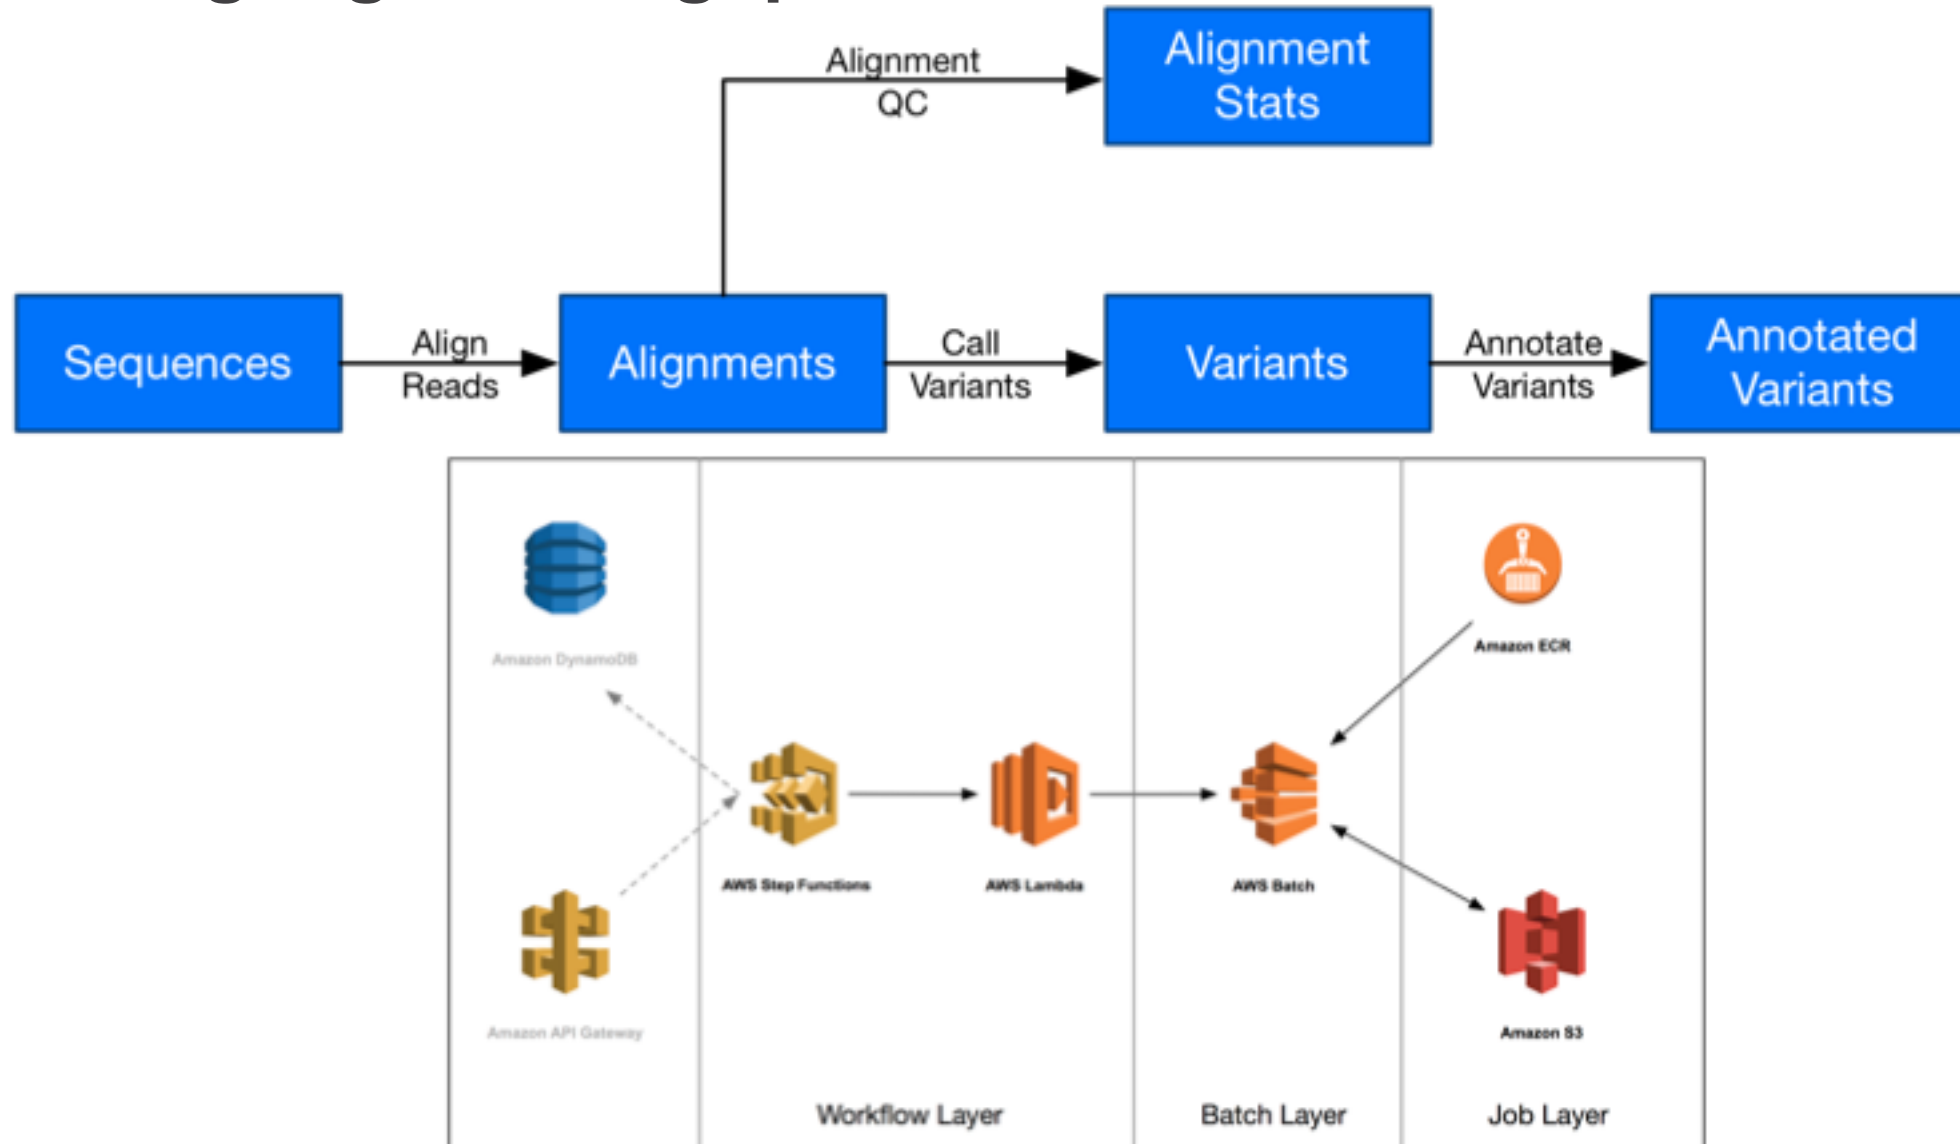 Alignment
QC
Alignment
Stats
Sequences
Align
Reads
Alignments
Call
Variants
Variants
Annotate
Variants
Annotated
Variants
Amazon DynamoDB
Amazon ECR
AWS Step Functions
AWS Lambda
AWS Batch
Amazon API Gateway
Amazon S3
Workflow Layer
Batch Layer
Job Layer